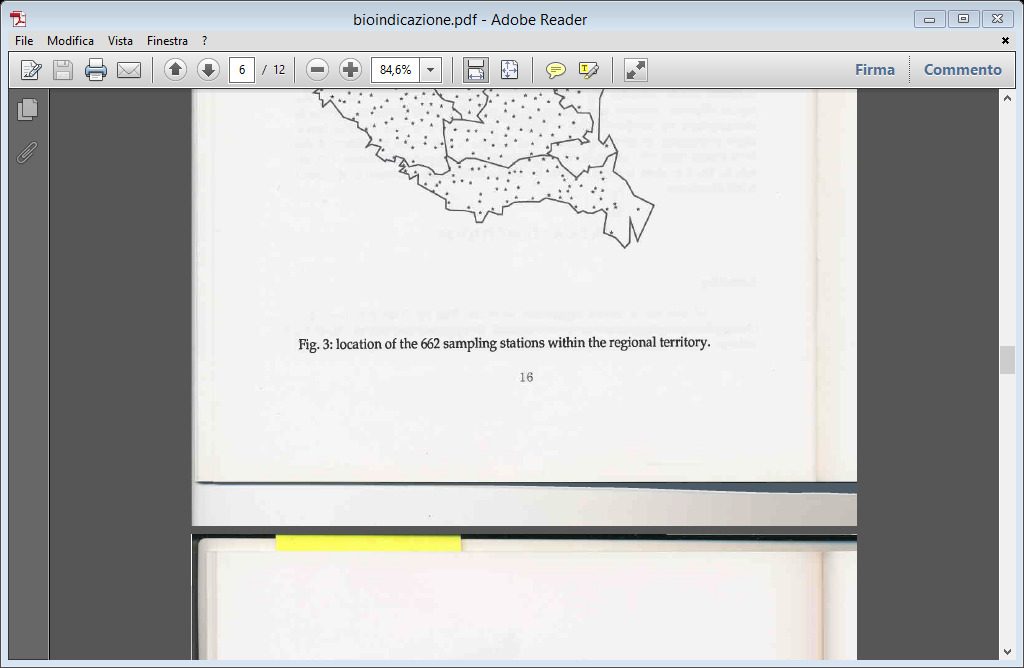 bioindicazione.pdf - Adobe Reader
File Modifica Vista Finestra ?
6 / 12 84,6% Firma Commento
Fig. 3: location of the 662 sampling stations within the regional territory.
16